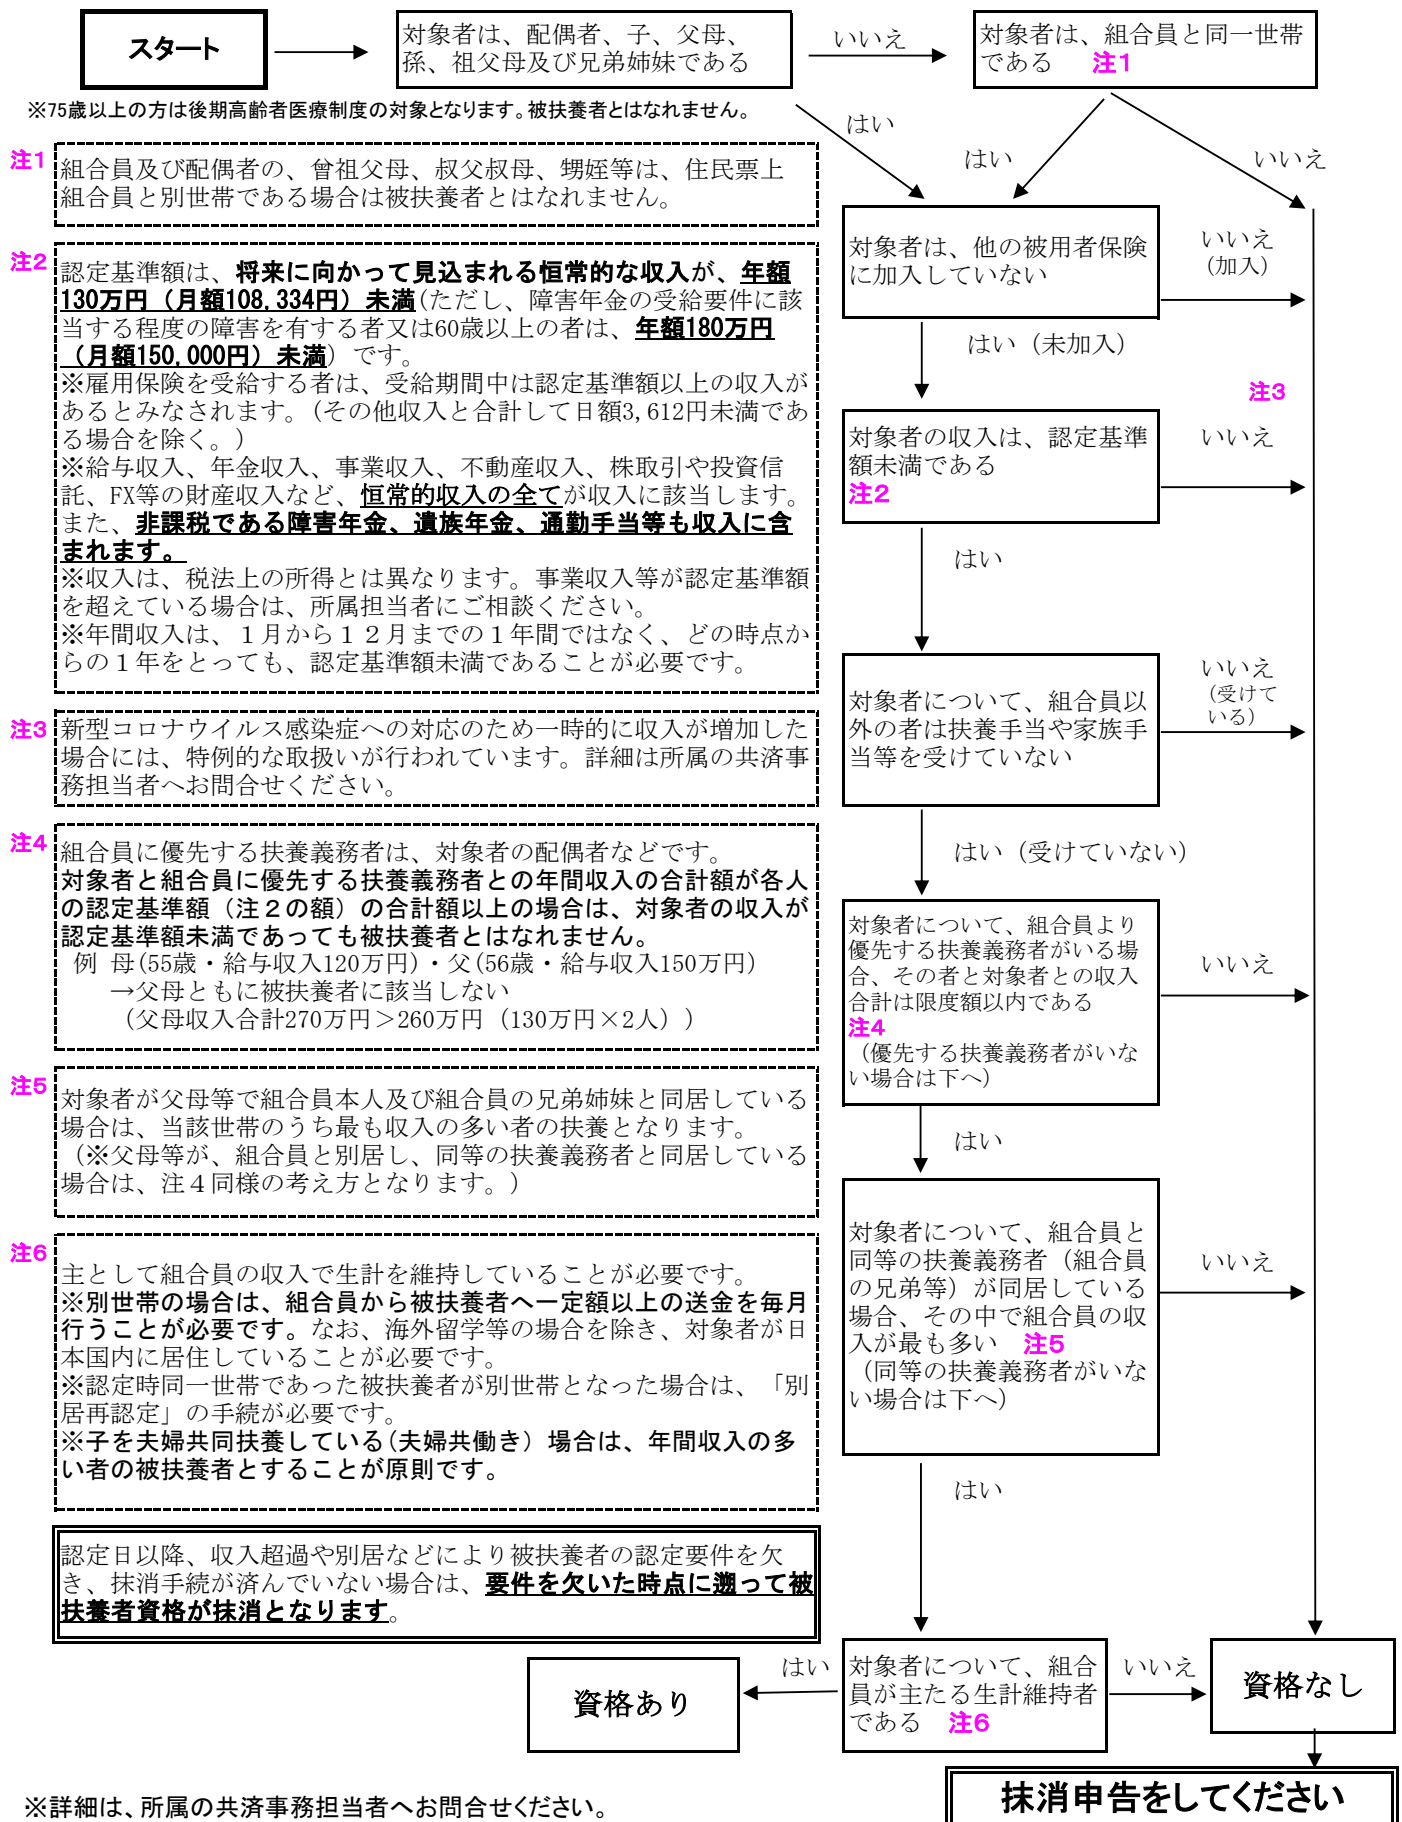 スタート
対象者は、配偶者、子、父母、
孫、祖父母及び兄弟姉妹である
いいえ
対象者は、組合員と同一世帯
である　注1
※75歳以上の方は後期高齢者医療制度の対象となります。被扶養者とはなれません。
はい
はい
いいえ
注1
組合員及び配偶者の、曾祖父母、叔父叔母、甥姪等は、住民票上
組合員と別世帯である場合は被扶養者とはなれません。
注2
認定基準額は、将来に向かって見込まれる恒常的な収入が、年額
130万円（月額108,334円）未満(ただし、障害年金の受給要件に該
当する程度の障害を有する者又は60歳以上の者は、年額180万円
（月額150,000円）未満）です。
※雇用保険を受給する者は、受給期間中は認定基準額以上の収入が
あるとみなされます。（その他収入と合計して日額3,612円未満であ
る場合を除く。）
※給与収入、年金収入、事業収入、不動産収入、株取引や投資信
託、FX等の財産収入など、恒常的収入の全てが収入に該当します。
また、非課税である障害年金、遺族年金、通勤手当等も収入に含
まれます。
※収入は、税法上の所得とは異なります。事業収入等が認定基準額
を超えている場合は、所属担当者にご相談ください。
※年間収入は、１月から１２月までの１年間ではなく、どの時点か
らの１年をとっても、認定基準額未満であることが必要です。
注3
新型コロナウイルス感染症への対応のため一時的に収入が増加した
場合には、特例的な取扱いが行われています。詳細は所属の共済事
務担当者へお問合せください。
注4
組合員に優先する扶養義務者は、対象者の配偶者などです。
対象者と組合員に優先する扶養義務者との年間収入の合計額が各人
の認定基準額（注２の額）の合計額以上の場合は、対象者の収入が
認定基準額未満であっても被扶養者とはなれません。
例　母(55歳・給与収入120万円)・父(56歳・給与収入150万円)
→父母ともに被扶養者に該当しない
（父母収入合計270万円＞260万円（130万円×2人））
注5
対象者が父母等で組合員本人及び組合員の兄弟姉妹と同居している
場合は、当該世帯のうち最も収入の多い者の扶養となります。
（※父母等が、組合員と別居し、同等の扶養義務者と同居している
場合は、注４同様の考え方となります。）
注6
主として組合員の収入で生計を維持していることが必要です。
※別世帯の場合は、組合員から被扶養者へ一定額以上の送金を毎月
行うことが必要です。なお、海外留学等の場合を除き、対象者が日
本国内に居住していることが必要です。
※認定時同一世帯であった被扶養者が別世帯となった場合は、「別
居再認定」の手続が必要です。
※子を夫婦共同扶養している(夫婦共働き）場合は、年間収入の多
い者の被扶養者とすることが原則です。
認定日以降、収入超過や別居などにより被扶養者の認定要件を欠
き、抹消手続が済んでいない場合は、要件を欠いた時点に遡って被
扶養者資格が抹消となります。
対象者は、他の被用者保険
に加入していない
いいえ
（加入）
はい（未加入）
注3
対象者の収入は、認定基準
額未満である
注2
いいえ
はい
対象者について、組合員以
外の者は扶養手当や家族手
当等を受けていない
いいえ
（受けて
いる）
はい（受けていない）
対象者について、組合員より
優先する扶養義務者がいる場
合、その者と対象者との収入
合計は限度額以内である
注4
（優先する扶養義務者がいな
い場合は下へ）
いいえ
はい
対象者について、組合員と
同等の扶養義務者（組合員
の兄弟等）が同居している
場合、その中で組合員の収
入が最も多い　注5
（同等の扶養義務者がいな
い場合は下へ）
いいえ
はい
対象者について、組合
員が主たる生計維持者
である　注6
はい
いいえ
資格あり
資格なし
抹消申告をしてください
※詳細は、所属の共済事務担当者へお問合せください。